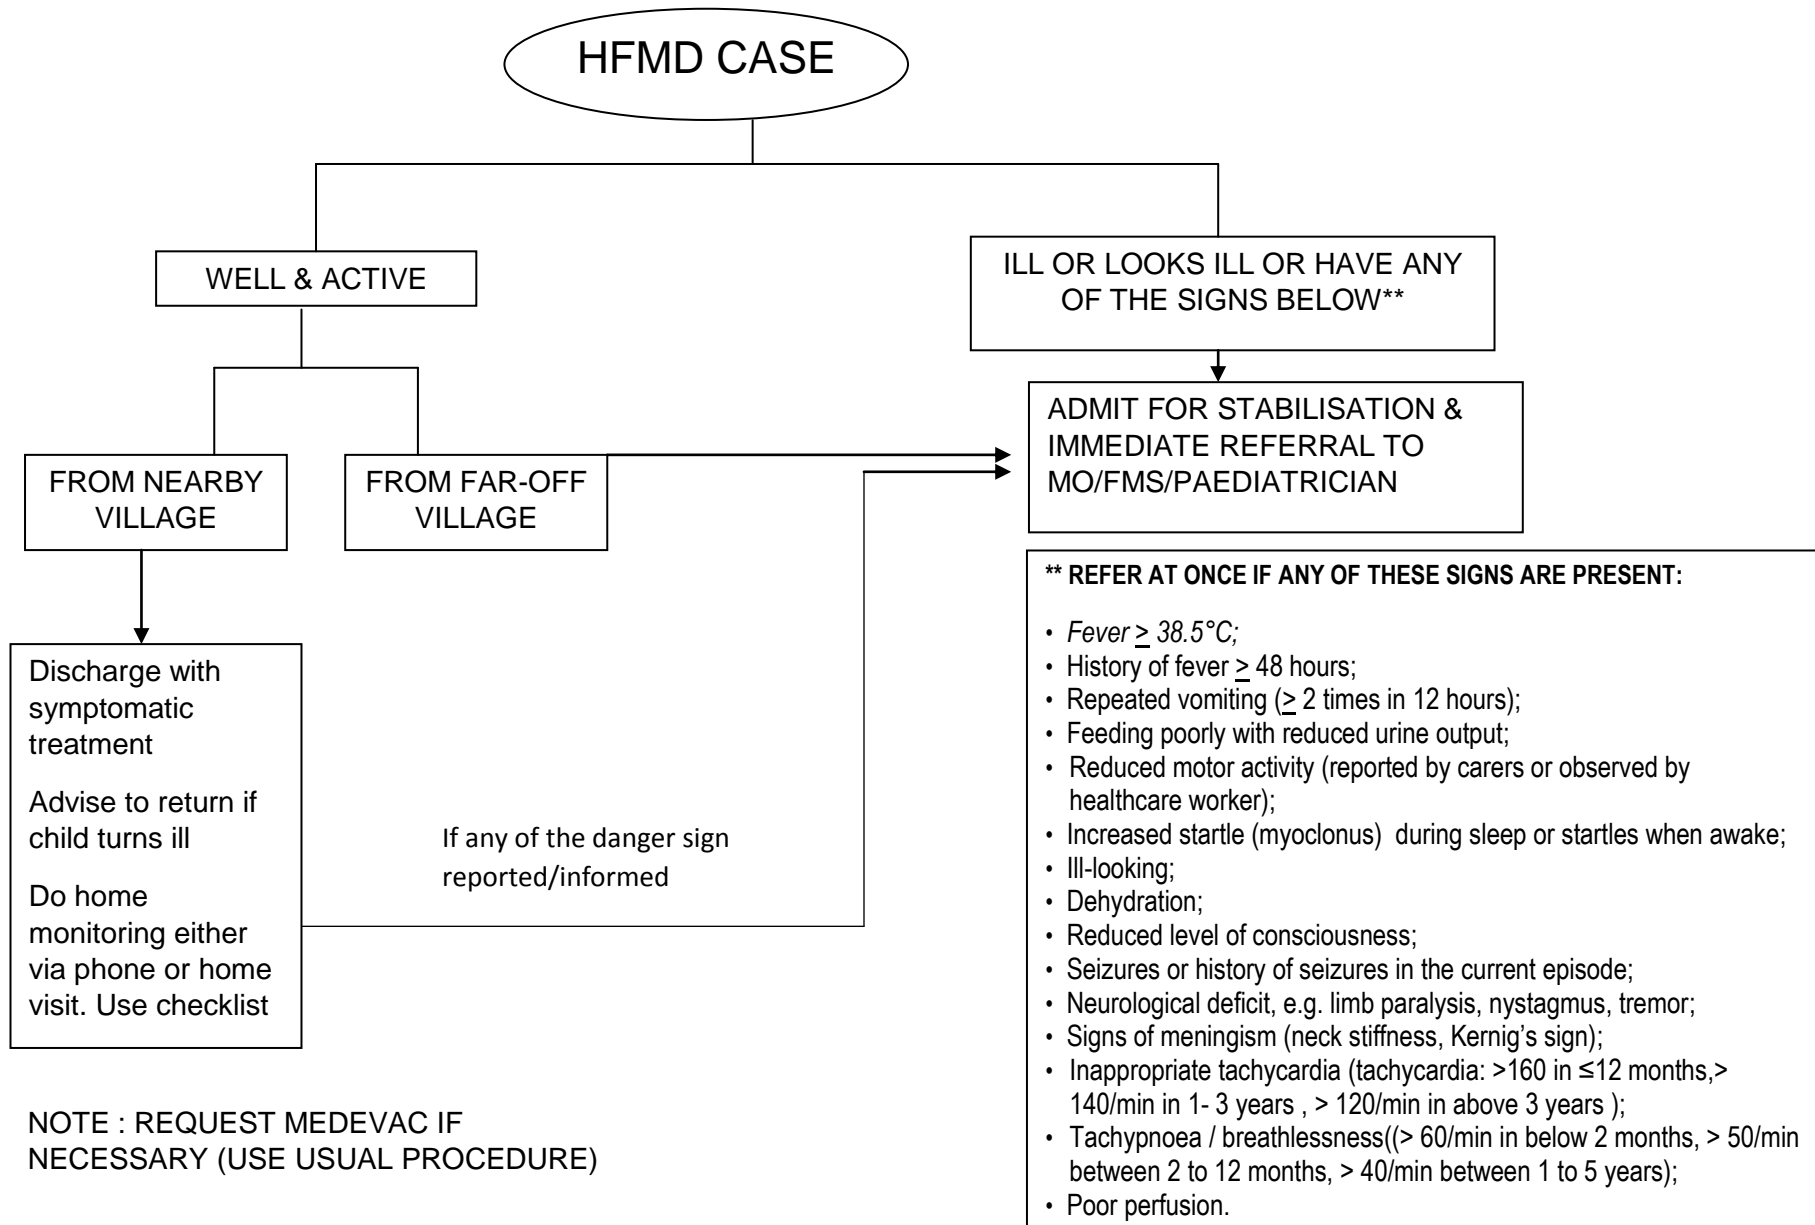 HFMD CASE
WELL & ACTIVE
ILL OR LOOKS ILL OR HAVE ANY
OF THE SIGNS BELOW**
FROM NEARBY
VILLAGE
FROM FAR-OFF
VILLAGE
ADMIT FOR STABILISATION &
IMMEDIATE REFERRAL TO
MO/FMS/PAEDIATRICIAN
Discharge with
symptomatic
treatment
Advise to return if
child turns ill
Do home
monitoring either
via phone or home
visit. Use checklist
If any of the danger sign
reported/informed
** REFER AT ONCE IF ANY OF THESE SIGNS ARE PRESENT:
• Fever ≥ 38.5°C;
• History of fever ≥ 48 hours;
• Repeated vomiting (≥ 2 times in 12 hours);
• Feeding poorly with reduced urine output;
• Reduced motor activity (reported by carers or observed by
healthcare worker);
• Increased startle (myoclonus) during sleep or startles when awake;
• Ill-looking;
• Dehydration;
• Reduced level of consciousness;
• Seizures or history of seizures in the current episode;
• Neurological deficit, e.g. limb paralysis, nystagmus, tremor;
• Signs of meningism (neck stiffness, Kernig's sign);
• Inappropriate tachycardia (tachycardia: >160 in ≤12 months,>
140/min in 1- 3 years , > 120/min in above 3 years );
• Tachypnoea / breathlessness((> 60/min in below 2 months, > 50/min
between 2 to 12 months, > 40/min between 1 to 5 years);
• Poor perfusion.
NOTE : REQUEST MEDEVAC IF
NECESSARY (USE USUAL PROCEDURE)